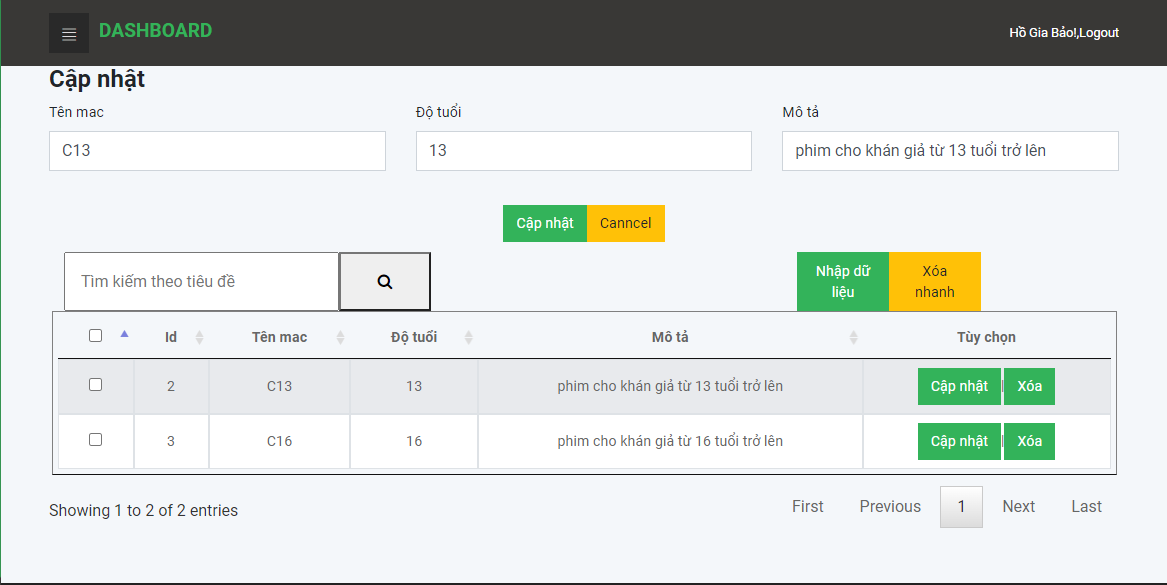 DASHBOARD
Hồ Gia Bảo!,Logout
Cập nhật
Tên mac
Độ tuổi
Mô tả
C13
13
phim cho khán giả từ 13 tuổi trở lên
Cập nhật
Canncel
Tìm kiếm theo tiêu đề
Nhập dữ
liệu
Xóa
nhanh
Id
Tên mac
Độ tuổi
Mô tả
Tùy chọn
2
C13
13
phim cho khán giả từ 13 tuổi trở lên
Cập nhật
|
Xóa
3
C16
16
phim cho khán giả từ 16 tuổi trở lên
Cập nhật
|
Xóa
Showing 1 to 2 of 2 entries
First
Previous
1
Next
Last